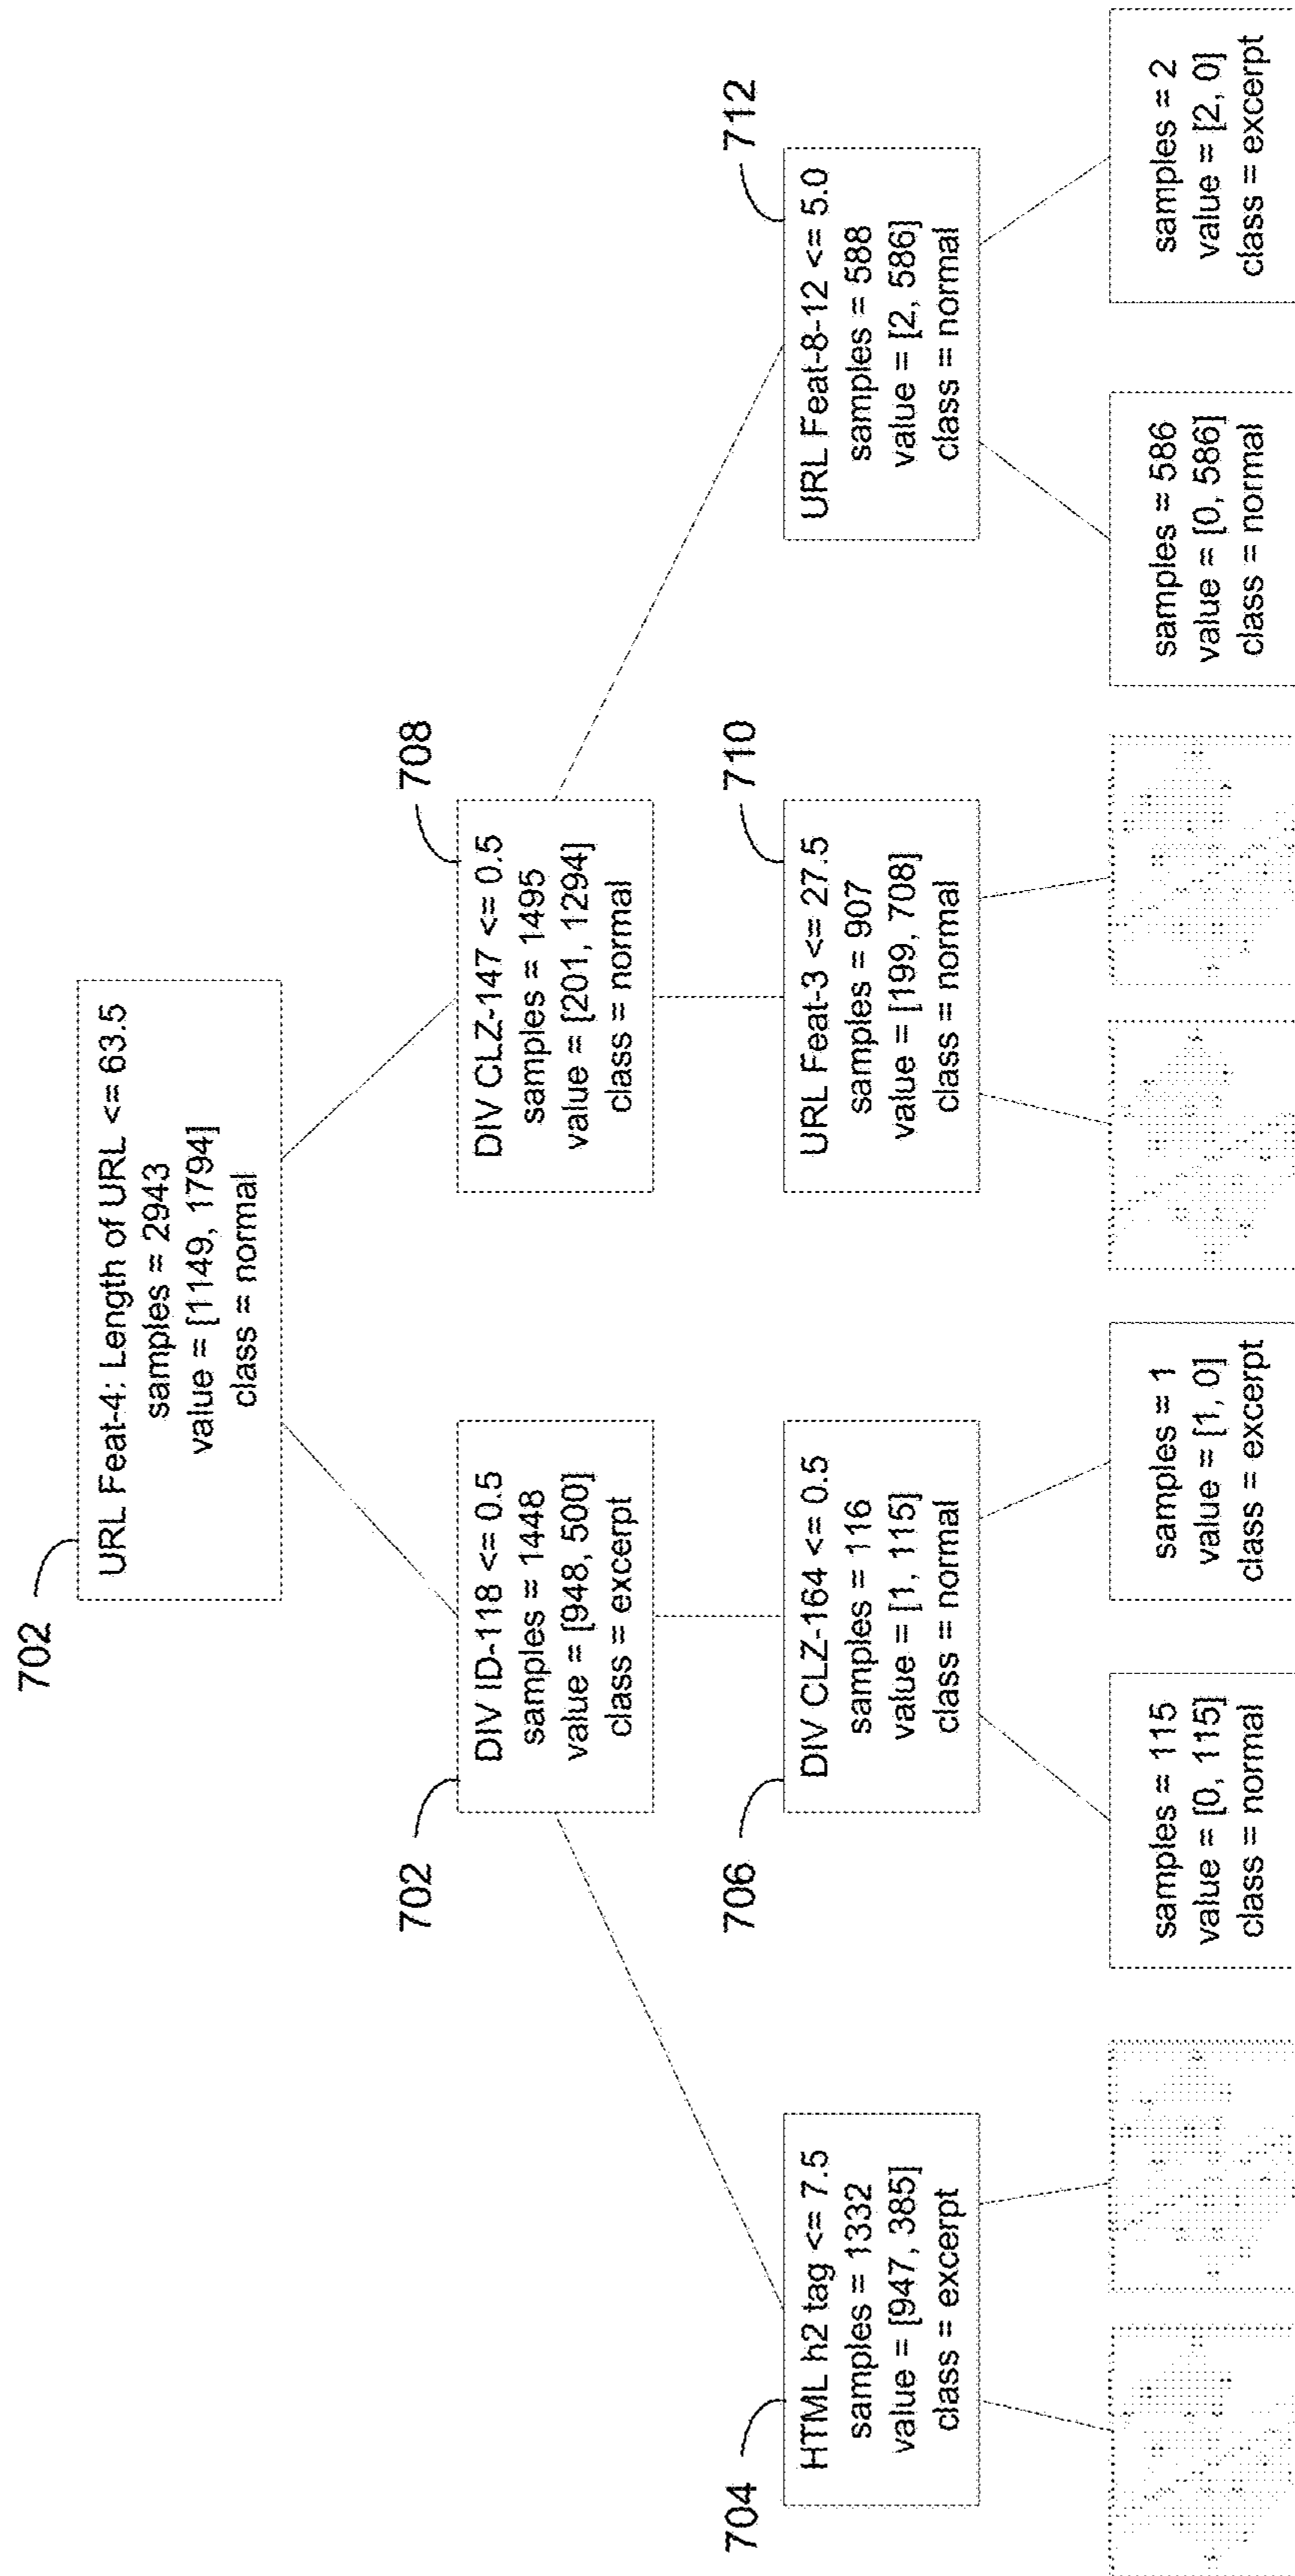 702
URL Feat-4: Length of URL <= 63.5
samples = 2943
value = [1149, 1794]
class = normal
702
DIV ID-118 <= 0.5
samples = 1448
value = [948, 500]
class = excerpt
708
DIV CLZ-147 <= 0.5
samples = 1495
value = [201, 1294]
class = normal
704
HTML h2 tag <= 7.5
samples = 1332
value = [947, 385]
class = excerpt
706
DIV CLZ-164 <= 0.5
samples = 116
value = [1, 115]
class = normal
710
URL Feat-3 <= 27.5
samples = 907
value = [199, 708]
class = normal
712
URL Feat-8-12 <= 5.0
samples = 588
value = [2, 586]
class = normal
samples = 115
value = [0, 115]
class = normal
samples = 1
value = [1, 0]
class = excerpt
samples = 586
value = [0, 586]
class = normal
samples = 2
value = [2, 0]
class = excerpt